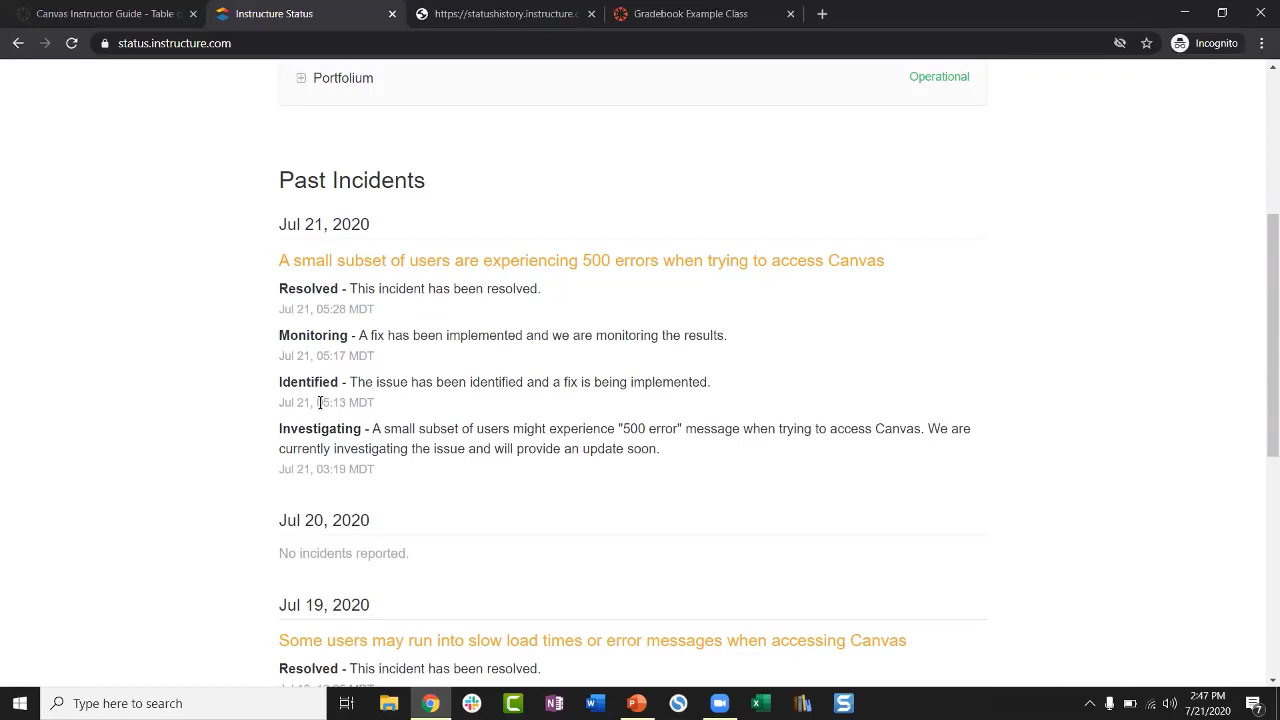 Canvas Instructor Guide - Table c
Instructure Status
https://statushistory.instructure.c
Gradebook Example Class
status.instructure.com
Incognito
Portfolium
Operational
Past Incidents
Jul 21, 2020
A small subset of users are experiencing 500 errors when trying to access Canvas
Resolved - This incident has been resolved.
Jul 21, 05:28 MDT
Monitoring - A fix has been implemented and we are monitoring the results.
Jul 21, 05:17 MDT
Identified - The issue has been identified and a fix is being implemented.
Jul 21, 05:13 MDT
Investigating - A small subset of users might experience "500 error" message when trying to access Canvas. We are
currently investigating the issue and will provide an update soon.
Jul 21, 03:19 MDT
Jul 20, 2020
No incidents reported.
Jul 19, 2020
Some users may run into slow load times or error messages when accessing Canvas
Resolved - This incident has been resolved.
Type here to search
2:47 PM
7/21/2020
7